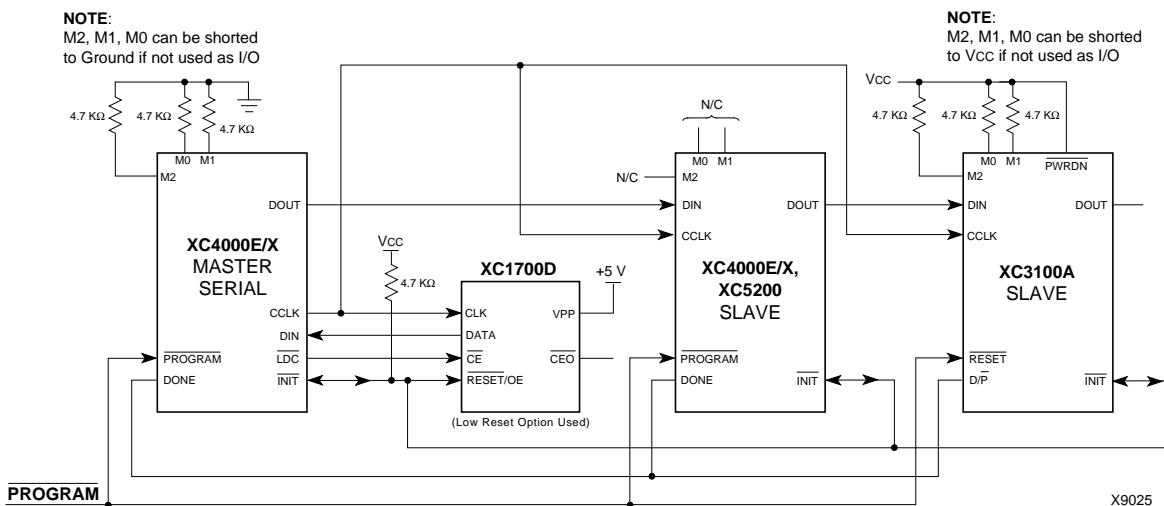 NOTE:
M2, M1, M0 can be shorted
to Ground if not used as I/O
NOTE:
M2, M1, M0 can be shorted
to VCC if not used as I/O
VCC
N/C
4.7 KΩ
4.7 KΩ
4.7 KΩ
4.7 KΩ
4.7 KΩ
4.7 KΩ
M0
M1
M2
DOUT
XC4000E/X
MASTER
SERIAL
CCLK
DIN
PROGRAM
LDC
DONE
INIT
VCC
4.7 KΩ
XC1700D
+5 V
CLK
VPP
DATA
CE
CEO
RESET/OE
(Low Reset Option Used)
N/C
M0
M1
M2
DIN
DOUT
CCLK
XC4000E/X,
XC5200
SLAVE
PROGRAM
DONE
INIT
M0
M1
PWRDN
M2
DIN
DOUT
CCLK
XC3100A
SLAVE
RESET
D/P
INIT
PROGRAM
X9025